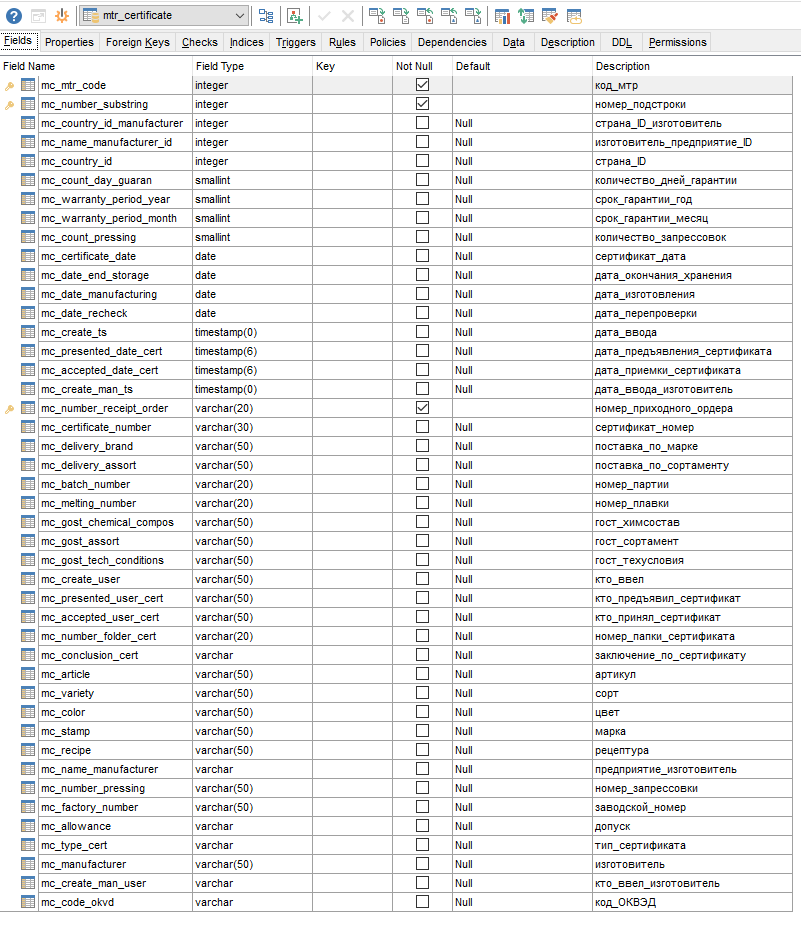 mtr_certificate
Fields Properties Foreign Keys Checks Indices Triggers Rules Policies Dependencies Data Description DDL Permissions
Field Name Field Type Key Not Null Default Description
mc_mtr_code integer код_мтр
mc_number_substring integer номер_подстроки
mc_country_id_manufacturer integer Null страна_ID_изготовитель
mc_name_manufacturer_id integer Null изготовитель_предприятие_ID
mc_country_id integer Null страна_ID
mc_count_day_guaran smallint Null количество_дней_гарантии
mc_warranty_period_year smallint Null срок_гарантии_год
mc_warranty_period_month smallint Null срок_гарантии_месяц
mc_count_pressing smallint Null количество_запрессовок
mc_certificate_date date Null сертификат_дата
mc_date_end_storage date Null дата_окончания_хранения
mc_date_manufacturing date Null дата_изготовления
mc_date_recheck date Null дата_перепроверки
mc_create_ts timestamp(0) Null дата_ввода
mc_presented_date_cert timestamp(6) Null дата_предъявления_сертификата
mc_accepted_date_cert timestamp(6) Null дата_приемки_сертификата
mc_create_man_ts timestamp(0) Null дата_ввода_изготовитель
mc_number_receipt_order varchar(20) номер_приходного_ордера
mc_certificate_number varchar(30) Null сертификат_номер
mc_delivery_brand varchar(50) Null поставка_по_марке
mc_delivery_assort varchar(50) Null поставка_по_сортаменту
mc_batch_number varchar(20) Null номер_партии
mc_melting_number varchar(20) Null номер_плавки
mc_gost_chemical_compos varchar(50) Null гост_химсостав
mc_gost_assort varchar(50) Null гост_сортамент
mc_gost_tech_conditions varchar(50) Null гост_техусловия
mc_create_user varchar(50) Null кто_ввел
mc_presented_user_cert varchar(50) Null кто_предъявил_сертификат
mc_accepted_user_cert varchar(50) Null кто_принял_сертификат
mc_number_folder_cert varchar(20) Null номер_папки_сертификата
mc_conclusion_cert varchar Null заключение_по_сертификату
mc_article varchar(50) Null артикул
mc_variety varchar(50) Null сорт
mc_color varchar(50) Null цвет
mc_stamp varchar(50) Null марка
mc_recipe varchar(50) Null рецептура
mc_name_manufacturer varchar Null предприятие_изготовитель
mc_number_pressing varchar(50) Null номер_запрессовки
mc_factory_number varchar(50) Null заводской_номер
mc_allowance varchar Null допуск
mc_type_cert varchar Null тип_сертификата
mc_manufacturer varchar(50) Null изготовитель
mc_create_man_user varchar Null кто_ввел_изготовитель
mc_code_okvd varchar Null код_ОКВЭД